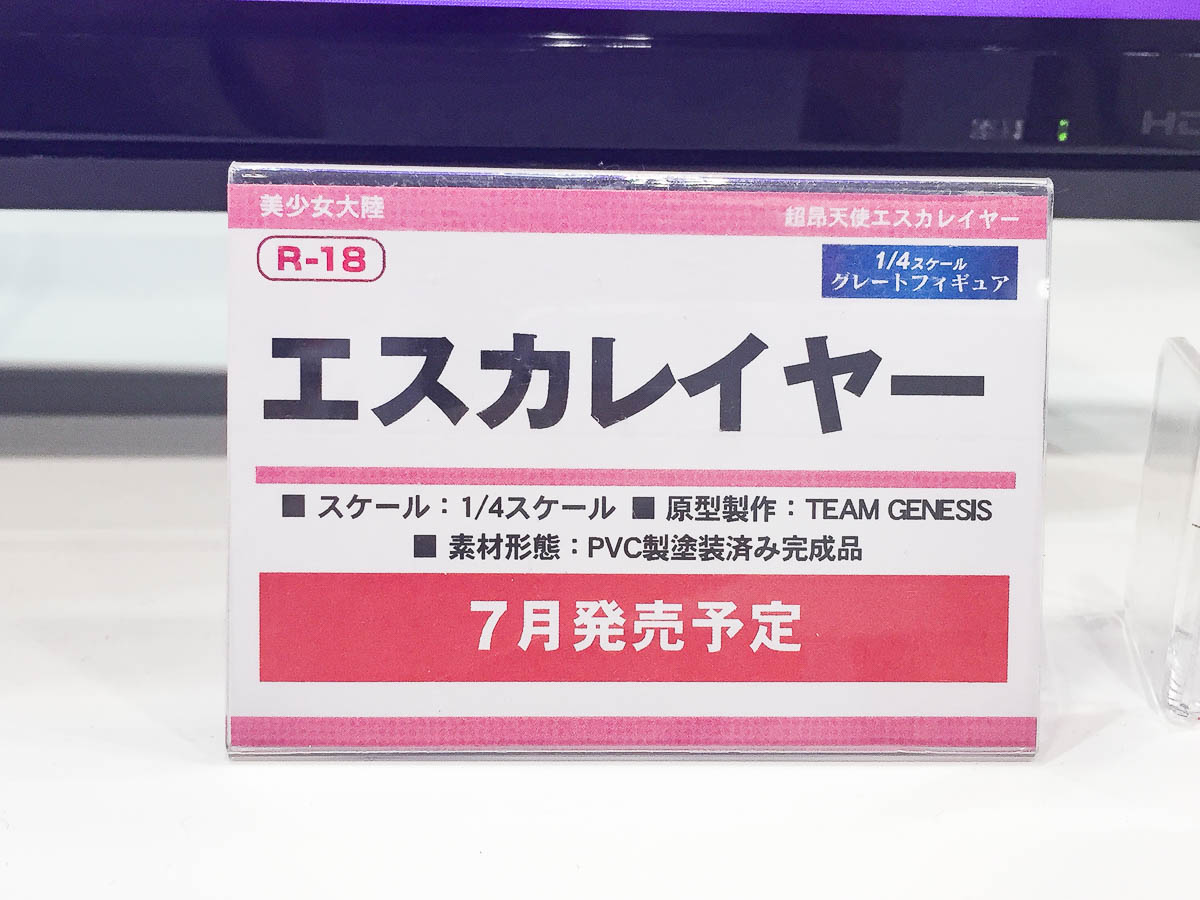 美少女大陸
超昂天使エスカレイヤー
R-18
1/4スケール
グレートフィギュア
エスカレイヤー
■ スケール：1/4スケール ■ 原型製作：TEAM GENESIS
■ 素材形態：PVC製塗装済み完成品
7月発売予定